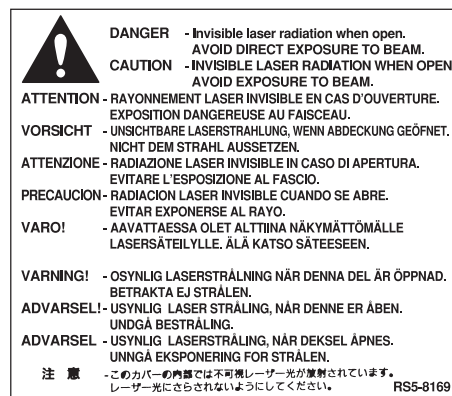 DANGER - Invisible laser radiation when open.
AVOID DIRECT EXPOSURE TO BEAM.
CAUTION - INVISIBLE LASER RADIATION WHEN OPEN
AVOID EXPOSURE TO BEAM.
ATTENTION - RAYONNEMENT LASER INVISIBLE EN CAS D'OUVERTURE.
EXPOSITION DANGEREUSE AU FAISCEAU.
VORSICHT - UNSICHTBARE LASERSTRAHLUNG, WENN ABDECKUNG GEÖFNET.
NICHT DEM STRAHL AUSSETZEN.
ATTENZIONE - RADIAZIONE LASER INVISIBLE IN CASO DI APERTURA.
EVITARE L'ESPOSIZIONE AL FASCIO.
PRECAUCION - RADIACION LASER INVISIBLE CUANDO SE ABRE.
EVITAR EXPONERSE AL RAYO.
VARO! - AAVATTAESSA OLET ALTTIINA NÄKYMÄTTÖMÄLLE
LASERSÄTEILYLLE. ÄLÄ KATSO SÄTEESEEN.
VARNING! - OSYNLIG LASERSTRÅLNING NÄR DENNA DEL ÄR ÖPPNAD.
BETRAKTA EJ STRÅLEN.
ADVARSEL! - USYNLIG LASER STRÅLING, NÅR DENNE ER ÅBEN.
UNDGÅ BESTRÅLING.
ADVARSEL - USYNLIG LASERSTRÅLING, NÅR DEKSEL ÅPNES.
UNNGÅ EKSPONERING FOR STRÅLEN.
注 意 - このカバーの内部では不可視レーザー光が放射されています。
レーザー光にさらされないようにしてください。 RS5-8169